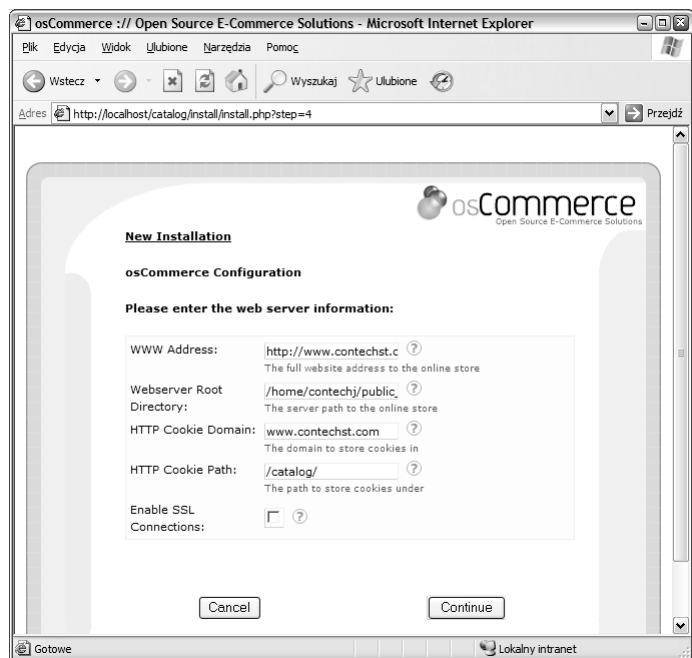 osCommerce :// Open Source E-Commerce Solutions - Microsoft Internet Explorer
Plik Edycja Widok Ulubione Narzędzia Pomoc
Wstecz Wyszukaj Ulubione
Adres http://localhost/catalog/install/install.php?step=4 Przejdź
osCommerce
Open Source E-Commerce Solutions
New Installation
osCommerce Configuration
Please enter the web server information:
WWW Address: http://www.contechst.c ?
The full website address to the online store
Webserver Root Directory: /home/contechj/public_ ?
The server path to the online store
HTTP Cookie Domain: www.contechst.com ?
The domain to store cookies in
HTTP Cookie Path: /catalog/ ?
The path to store cookies under
Enable SSL Connections: ?
Cancel Continue
Gotowe Lokalny intranet